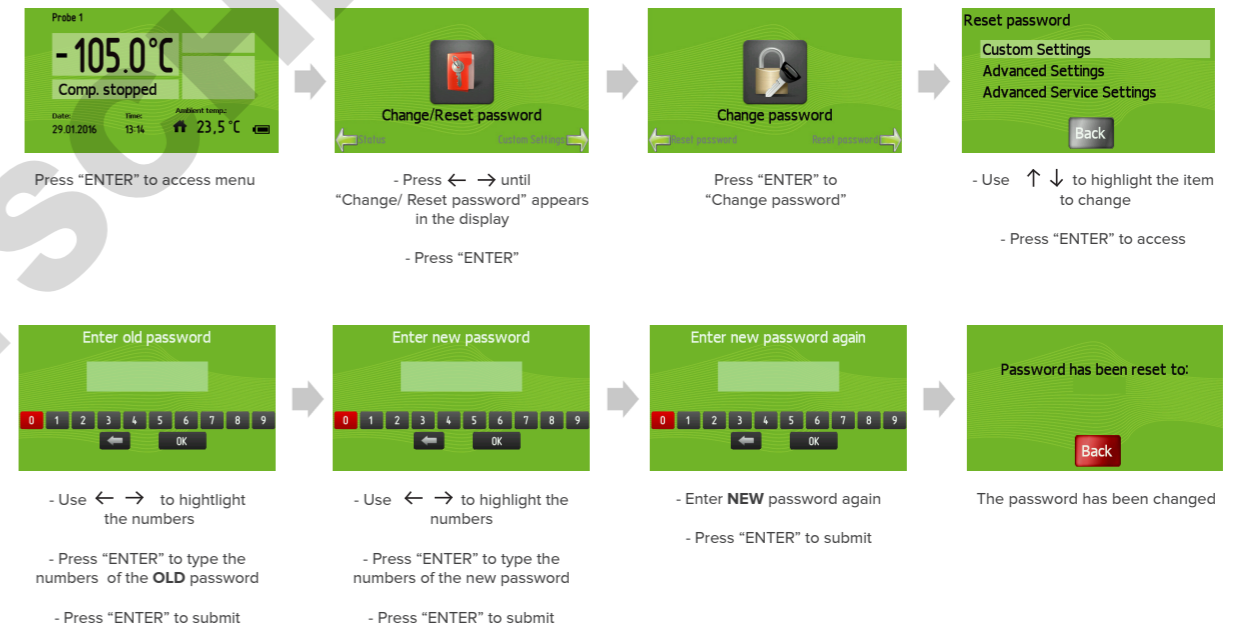 Probe 1
- 105.0°C
Comp. stopped
Date:
Time:
Ambient temp.:
29.01.2016
13:14
23,5 °C
Press “ENTER” to access menu
Change/Reset password
Status
Custom Settings
- Press ← → until
“Change/ Reset password” appears
in the display
- Press “ENTER”
Change password
Reset password
Reset password
Press “ENTER” to
“Change password”
Reset password
Custom Settings
Advanced Settings
Advanced Service Settings
Back
- Use ↑ ↓ to highlight the item
to change
- Press “ENTER” to access
Enter old password
0 1 2 3 4 5 6 7 8 9
OK
- Use ← → to hightlight
the numbers
- Press “ENTER” to type the
numbers of the OLD password
- Press “ENTER” to submit
Enter new password
0 1 2 3 4 5 6 7 8 9
OK
- Use ← → to highlight the
numbers
- Press “ENTER” to type the
numbers of the new password
- Press “ENTER” to submit
Enter new password again
0 1 2 3 4 5 6 7 8 9
OK
- Enter NEW password again
- Press “ENTER” to submit
Password has been reset to:
Back
The password has been changed